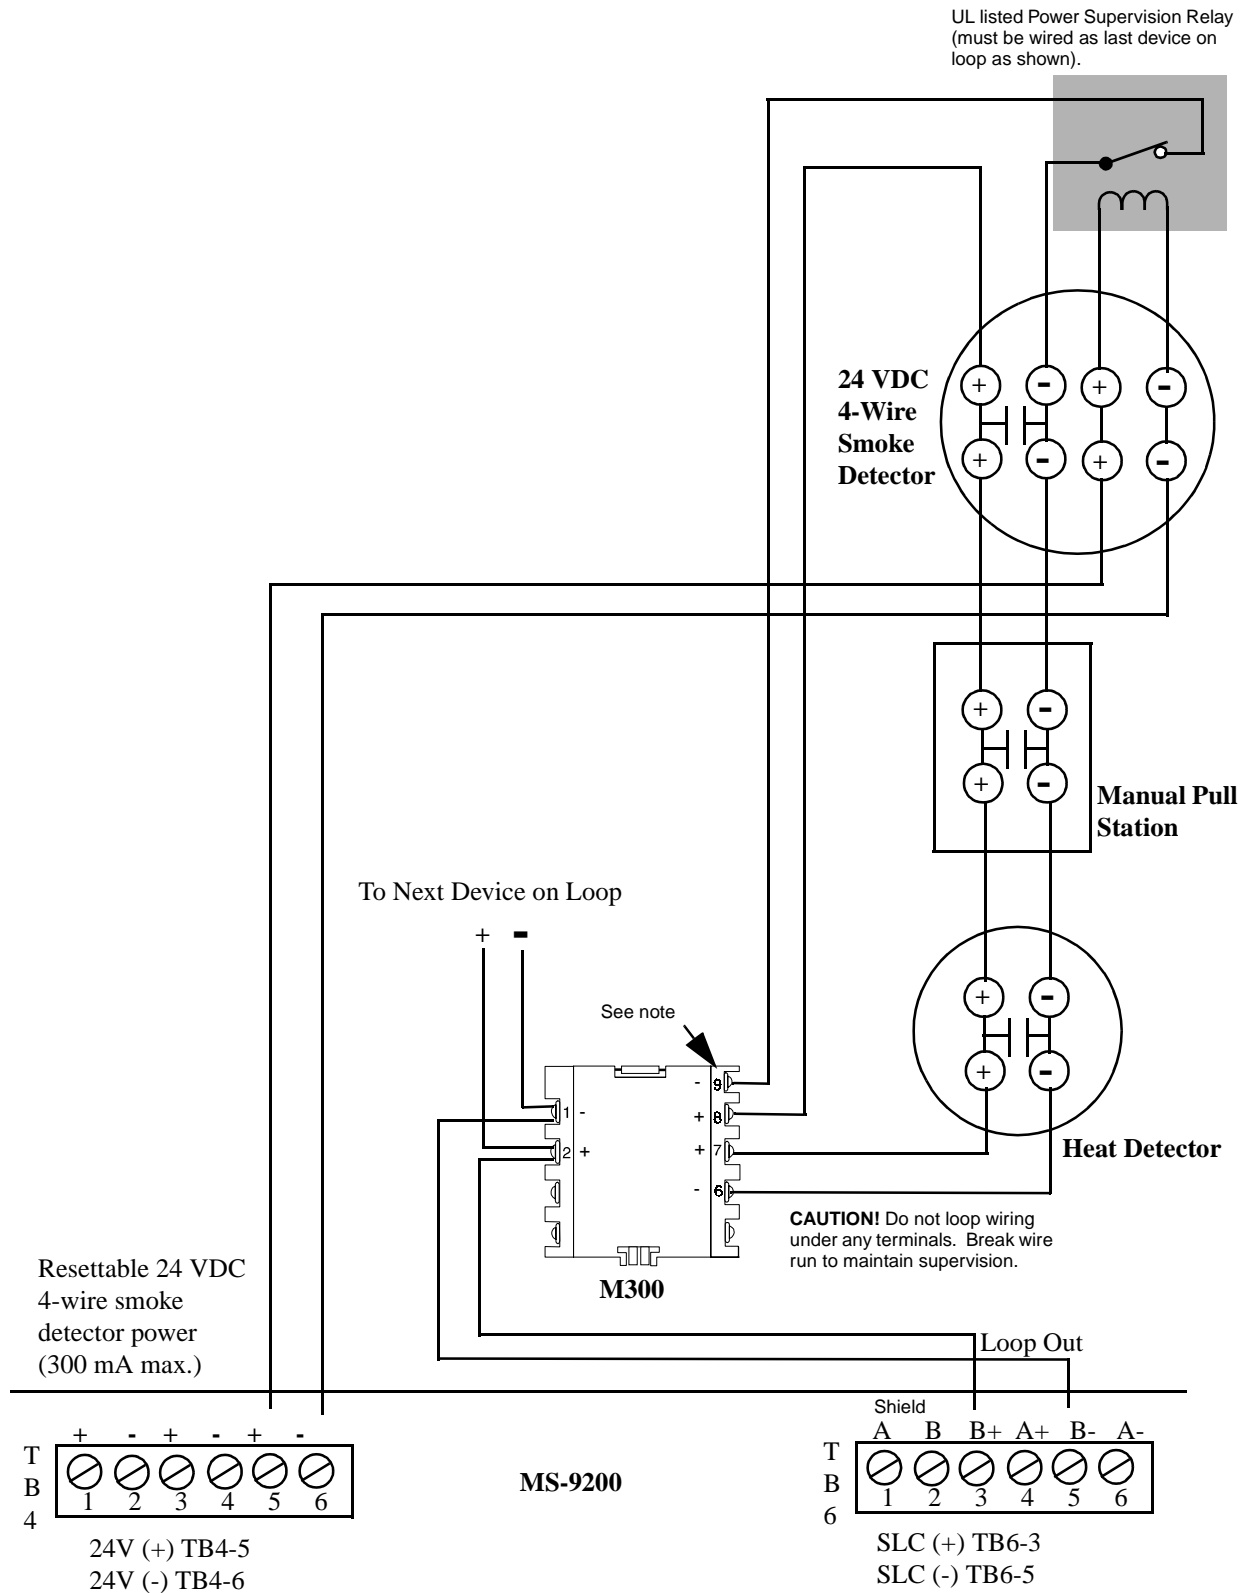 UL listed Power Supervision Relay
(must be wired as last device on
loop as shown).
24 VDC
4-Wire
Smoke
Detector
+ - + -
+ - + -
+ -
+ -
Manual Pull
Station
To Next Device on Loop
+ -
See note
+ -
+ -
Heat Detector
1 -
2 +
- 9
+ 8
+ 7
- 6
M300
CAUTION! Do not loop wiring
under any terminals. Break wire
run to maintain supervision.
Resettable 24 VDC
4-wire smoke
detector power
(300 mA max.)
Loop Out
+ - + - + -
TB4
1 2 3 4 5 6
24V (+) TB4-5
24V (-) TB4-6
MS-9200
Shield
A B B+ A+ B- A-
TB6
1 2 3 4 5 6
SLC (+) TB6-3
SLC (-) TB6-5